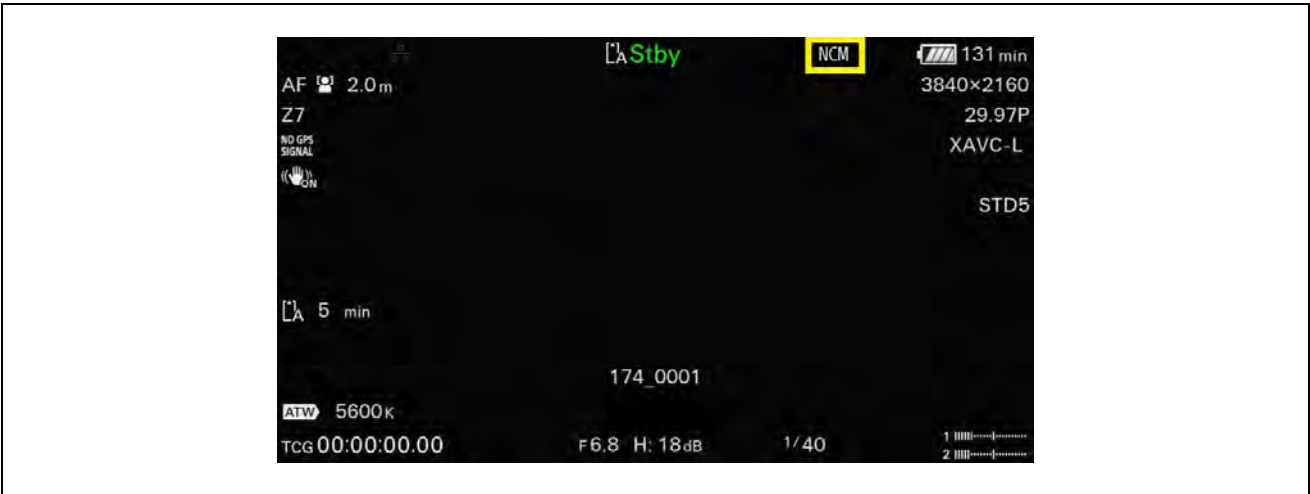 A Stby NCM 131 min
AF 2.0m 3840×2160
Z7 29.97P
NO GPS
SIGNAL
XAVC-L
ON
STD5
A 5 min
174_0001
ATW 5600K
TCG 00:00:00.00 F6.8 H: 18dB 1/40
1
2